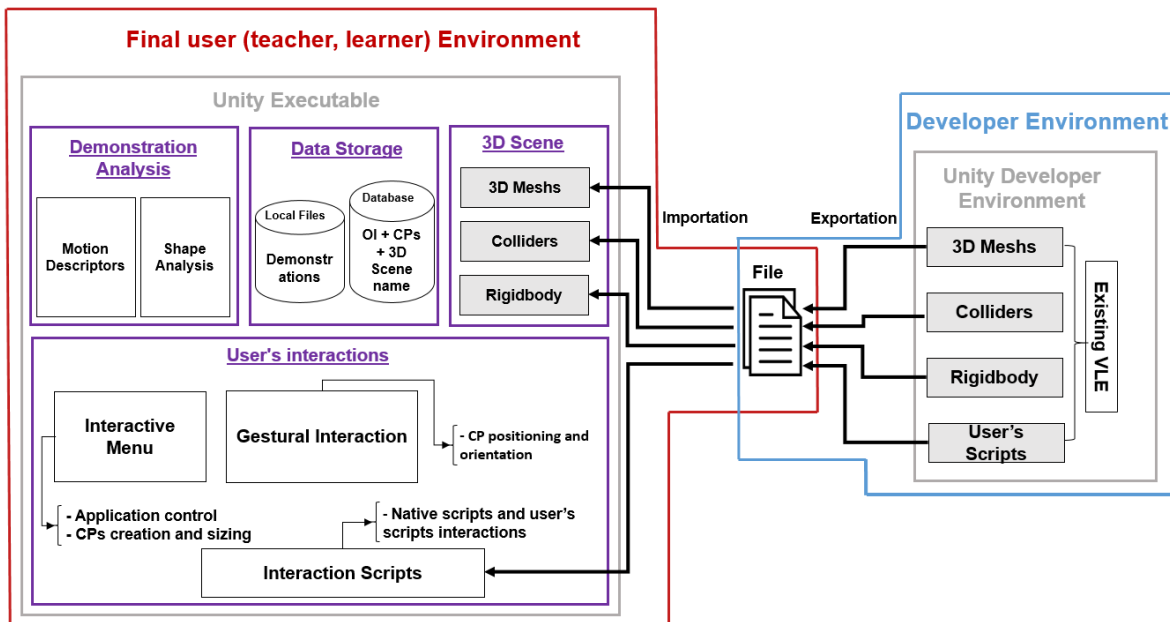 Final user (teacher, learner) Environment
Unity Executable
Demonstration
Analysis
Motion
Descriptors
Shape
Analysis
Data Storage
Local Files
Demonstr
ations
Database
OI + CPs
+ 3D
Scene
name
3D Scene
3D Meshs
Colliders
Rigidbody
User's interactions
Interactive
Menu
Gestural Interaction
- CP positioning and
orientation
- Application control
- CPs creation and sizing
- Native scripts and user's
scripts interactions
Interaction Scripts
Importation
Exportation
File
Developer Environment
Unity Developer
Environment
3D Meshs
Colliders
Rigidbody
User's
Scripts
Existing VLE